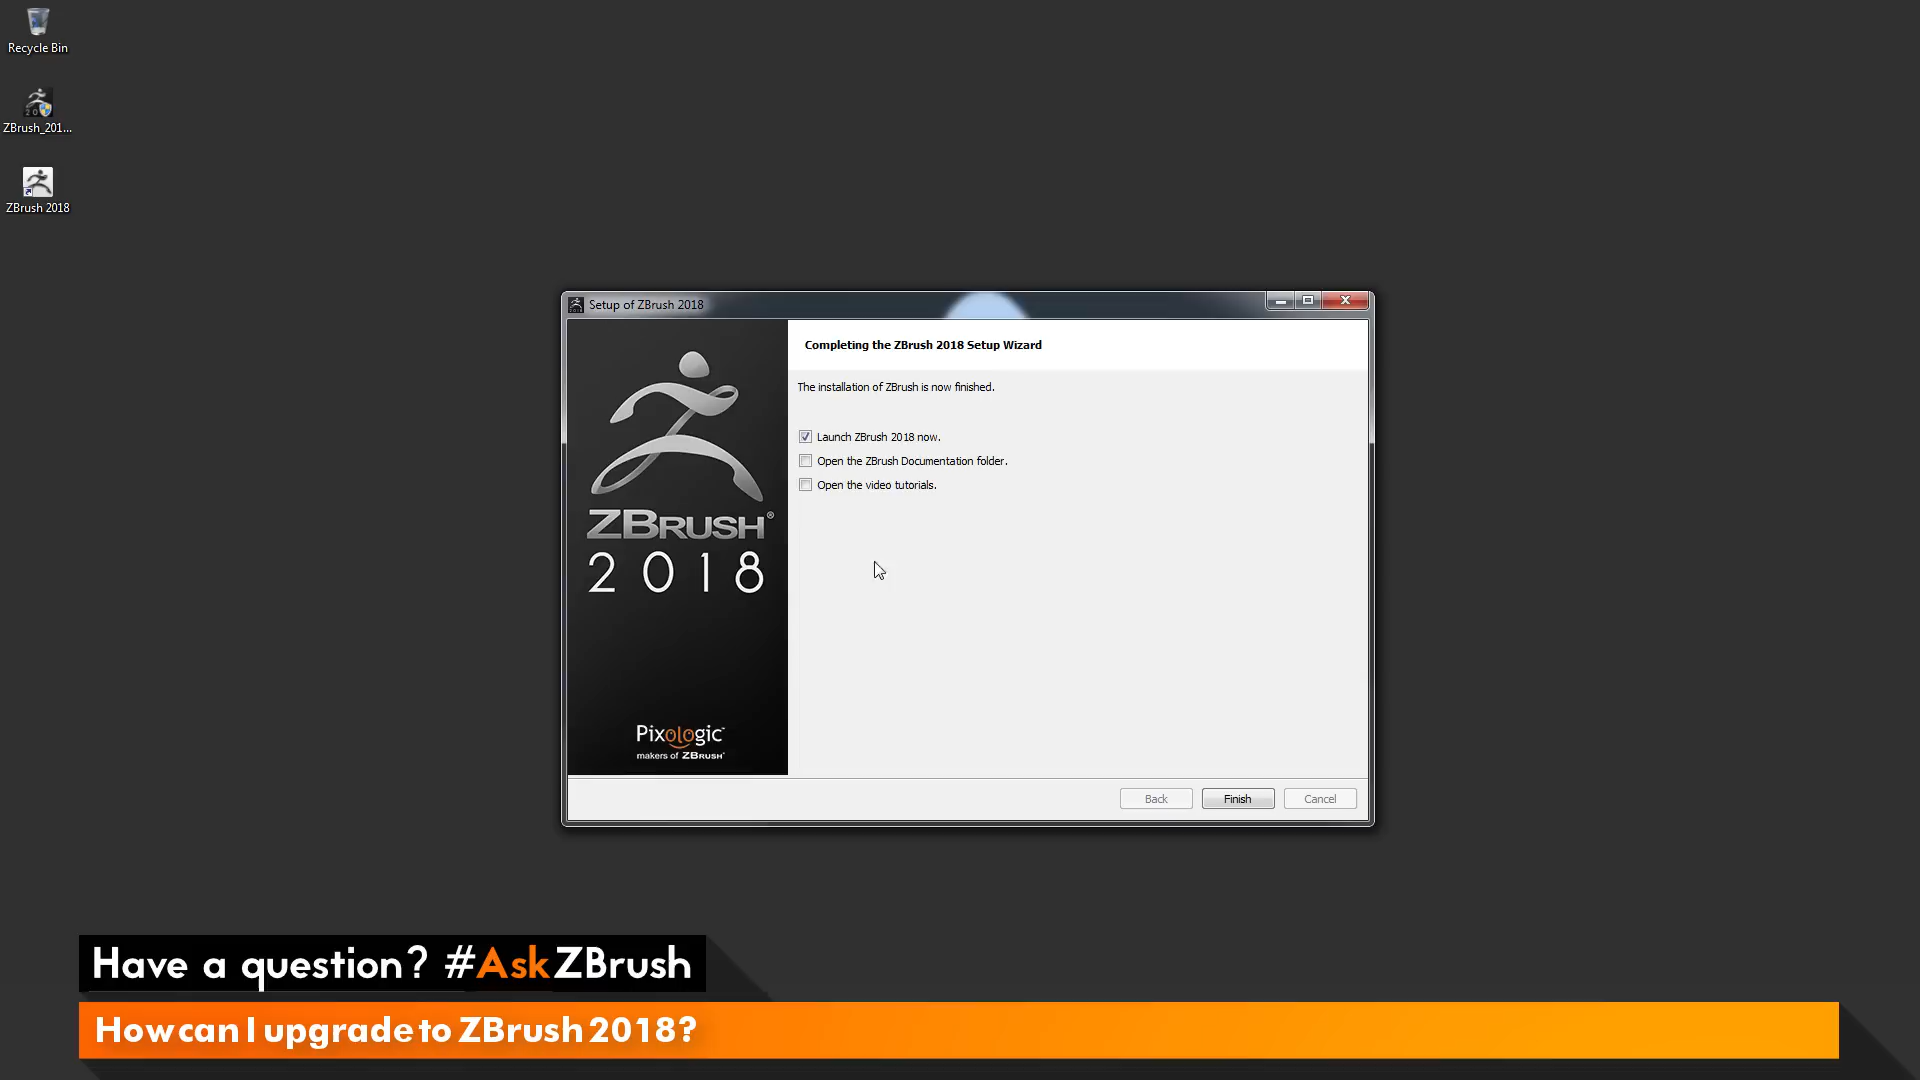 Recycle Bin
ZBrush_201...
ZBrush 2018
Setup of ZBrush 2018
Completing the ZBrush 2018 Setup Wizard
The installation of ZBrush is now finished.
Launch ZBrush 2018 now.
Open the ZBrush Documentation folder.
Open the video tutorials.
ZBRUSH®
2018
Pixologic™
makers of ZBRUSH®
Back
Finish
Cancel
Have a question? #AskZBrush
How can I upgrade to ZBrush 2018?